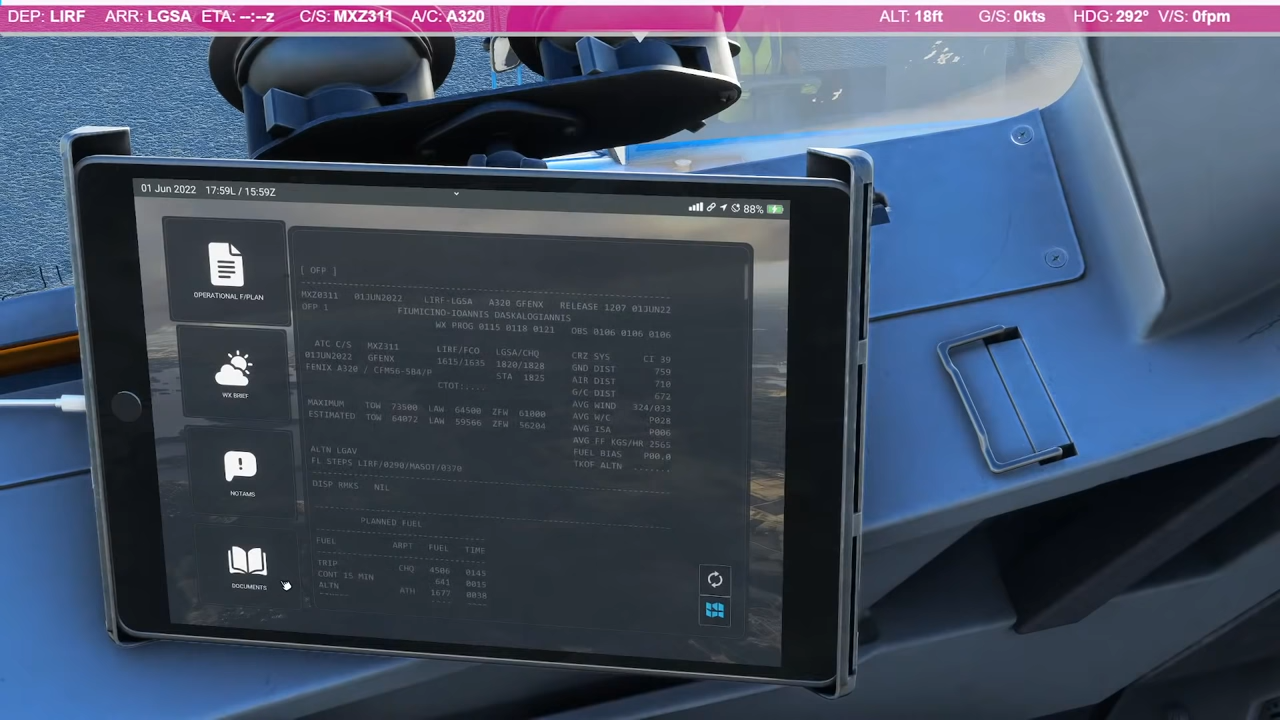 DEP: LIRF ARR: LGSA ETA: --:--z C/S: MXZ311 A/C: A320 ALT: 18ft G/S: 0kts HDG: 292° V/S: 0fpm
01 Jun 2022 17:59L / 15:59Z 88%
OPERATIONAL F/PLAN
WX BRIEF
NOTAMS
DOCUMENTS
[ OFP ]
MXZ0311 01JUN2022 LIRF-LGSA A320 GFENX RELEASE 1207 01JUN22
OFP 1 FIUMICINO-IOANNIS DASKALOGIANNIS
WX PROG 0115 0118 0121 OBS 0106 0106 0106
ATC C/S MXZ311 LIRF/FCO LGSA/CHQ CRZ SYS CI 39
01JUN2022 GFENX 1615/1635 1820/1828 GND DIST 759
FENIX A320 / CFM56-5B4/P STA 1825 AIR DIST 710
CTOT:.... G/C DIST 672
AVG WIND 324/033
MAXIMUM TOW 73500 LAW 64500 ZFW 61000 AVG W/C P028
ESTIMATED TOW 64072 LAW 59506 ZFW 56204 AVG ISA P006
AVG FF KGS/HR 2565
ALTN LGAV FUEL BIAS P00.0
FL STEPS LIRF/0290/MASOT/0370 TKOF ALTN .......
DISP RMKS NIL
PLANNED FUEL
FUEL ARPT FUEL TIME
TRIP CHQ 4506 0145
CONT 15 MIN 641 0015
ALTN ATH 1677 0038